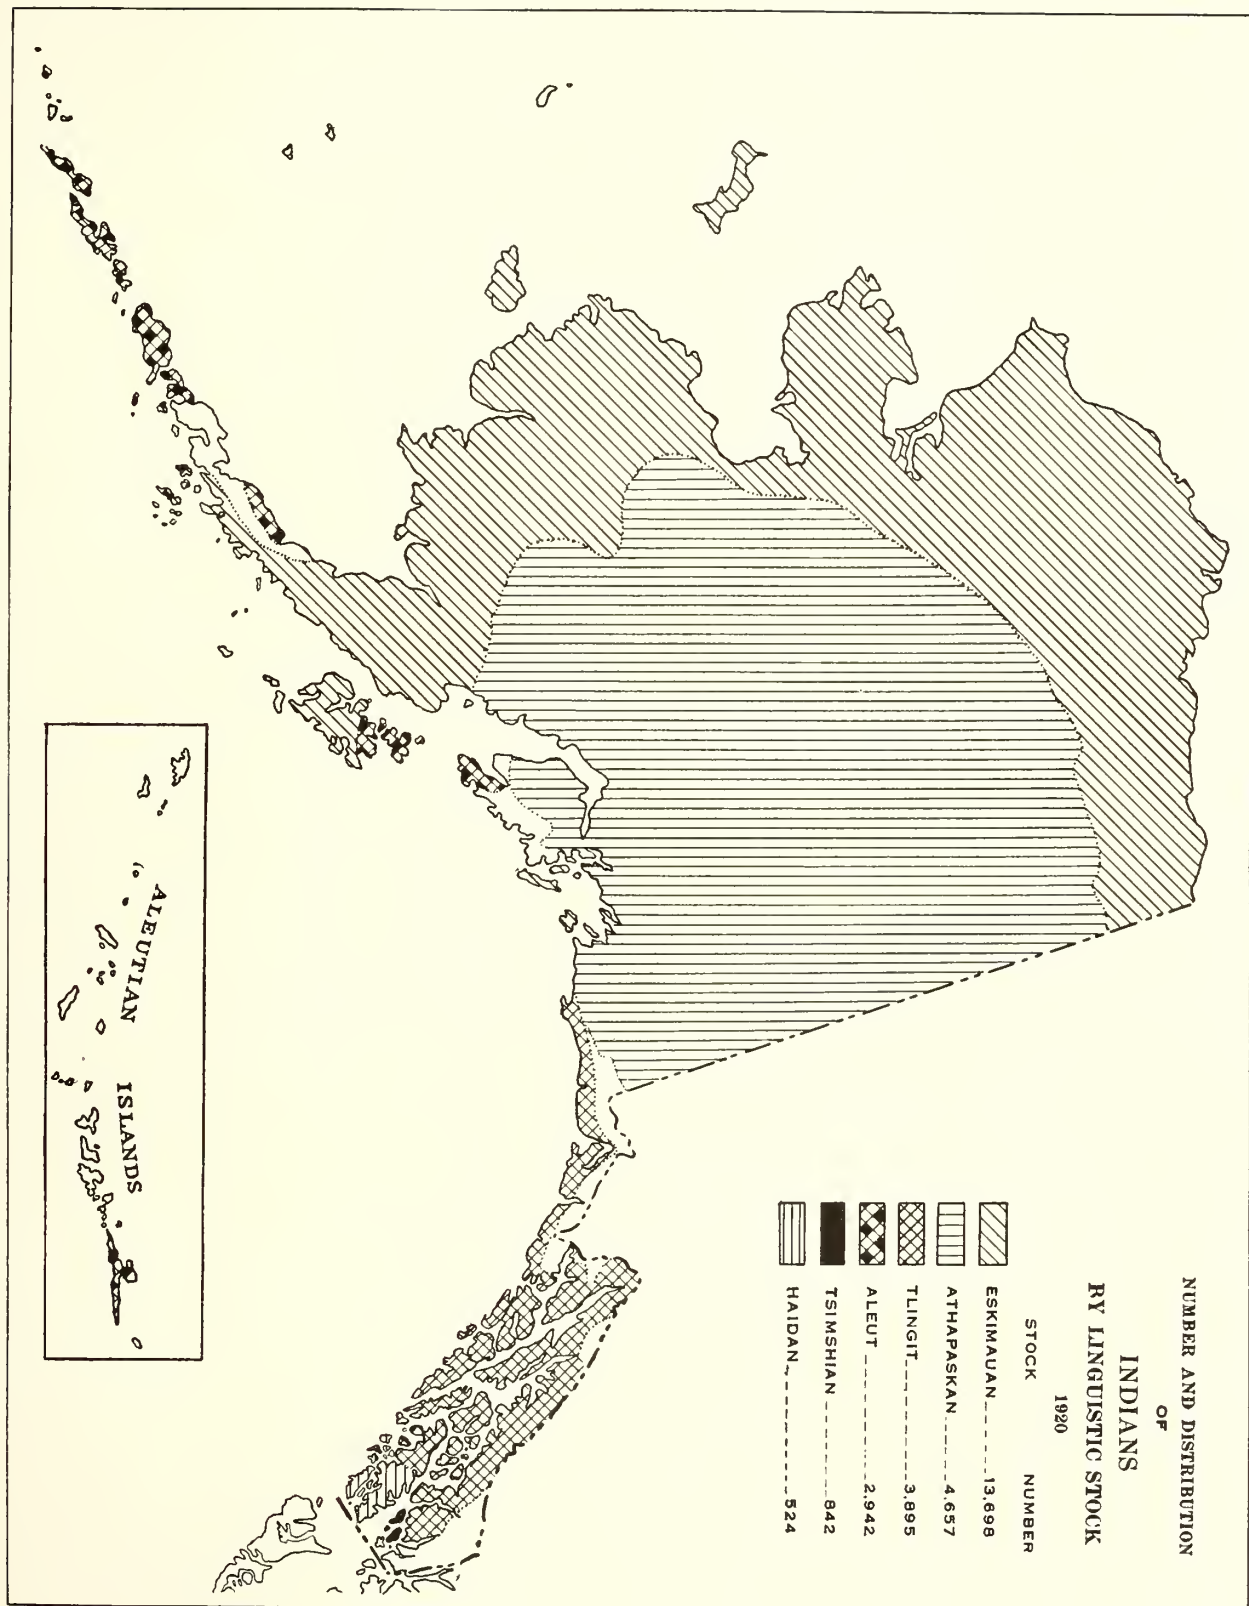 NUMBER AND DISTRIBUTION
OF
INDIANS
BY LINGUISTIC STOCK
1920
STOCK NUMBER
ESKIMAUAN 13,698
ATHAPASKAN 4,657
TLINGIT 3,895
ALEUT 2,942
TSIMSHIAN 842
HAIDAN 524
ALEUTIAN ISLANDS